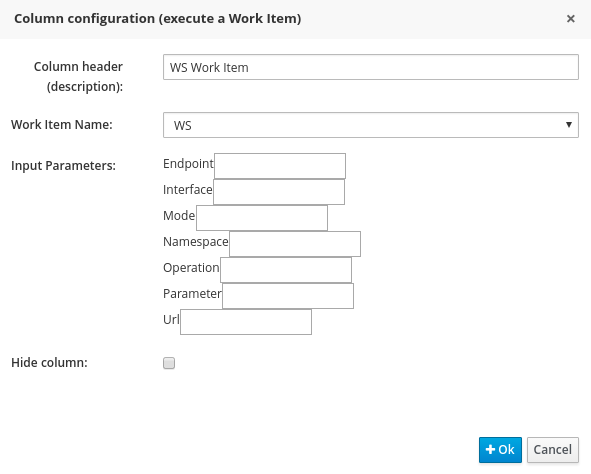 Column configuration (execute a Work Item) ×
Column header
(description):
WS Work Item
Work Item Name:
WS
Input Parameters:
Endpoint
Interface
Mode
Namespace
Operation
Parameter
Url
Hide column:
+ Ok
Cancel